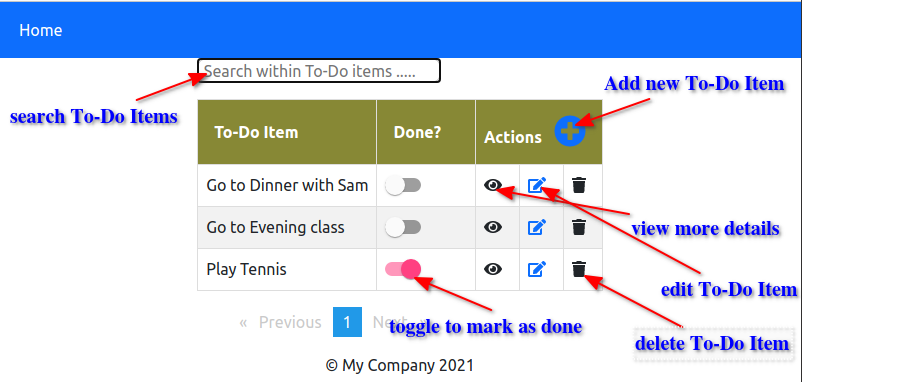 Home
Search within To-Do items .....
Add new To-Do Item
search To-Do Items
To-Do Item Done? Actions
Go to Dinner with Sam
Go to Evening class
view more details
Play Tennis
edit To-Do Item
« Previous 1 Next »
toggle to mark as done
delete To-Do Item
© My Company 2021